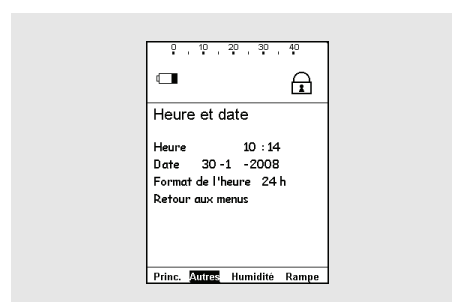 0 10 20 30 40
Heure et date
Heure 10 : 14
Date 30 -1 -2008
Format de l'heure 24 h
Retour aux menus
Princ. Autres Humidité Rampe